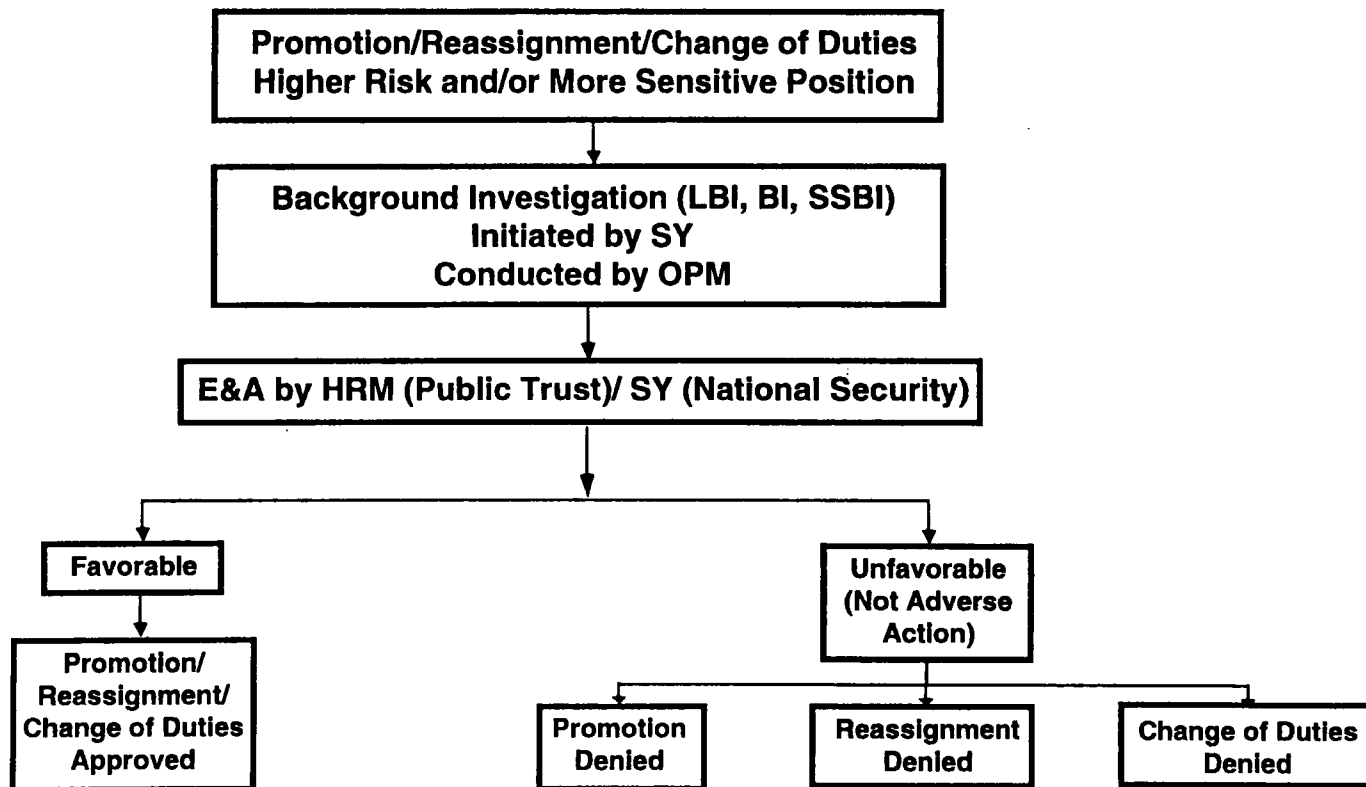 Promotion/Reassignment/Change of Duties
Higher Risk and/or More Sensitive Position
Background Investigation (LBI, BI, SSBI)
Initiated by SY
Conducted by OPM
E&A by HRM (Public Trust)/ SY (National Security)
Favorable
Unfavorable
(Not Adverse
Action)
Promotion/
Reassignment/
Change of Duties
Approved
Promotion
Denied
Reassignment
Denied
Change of Duties
Denied